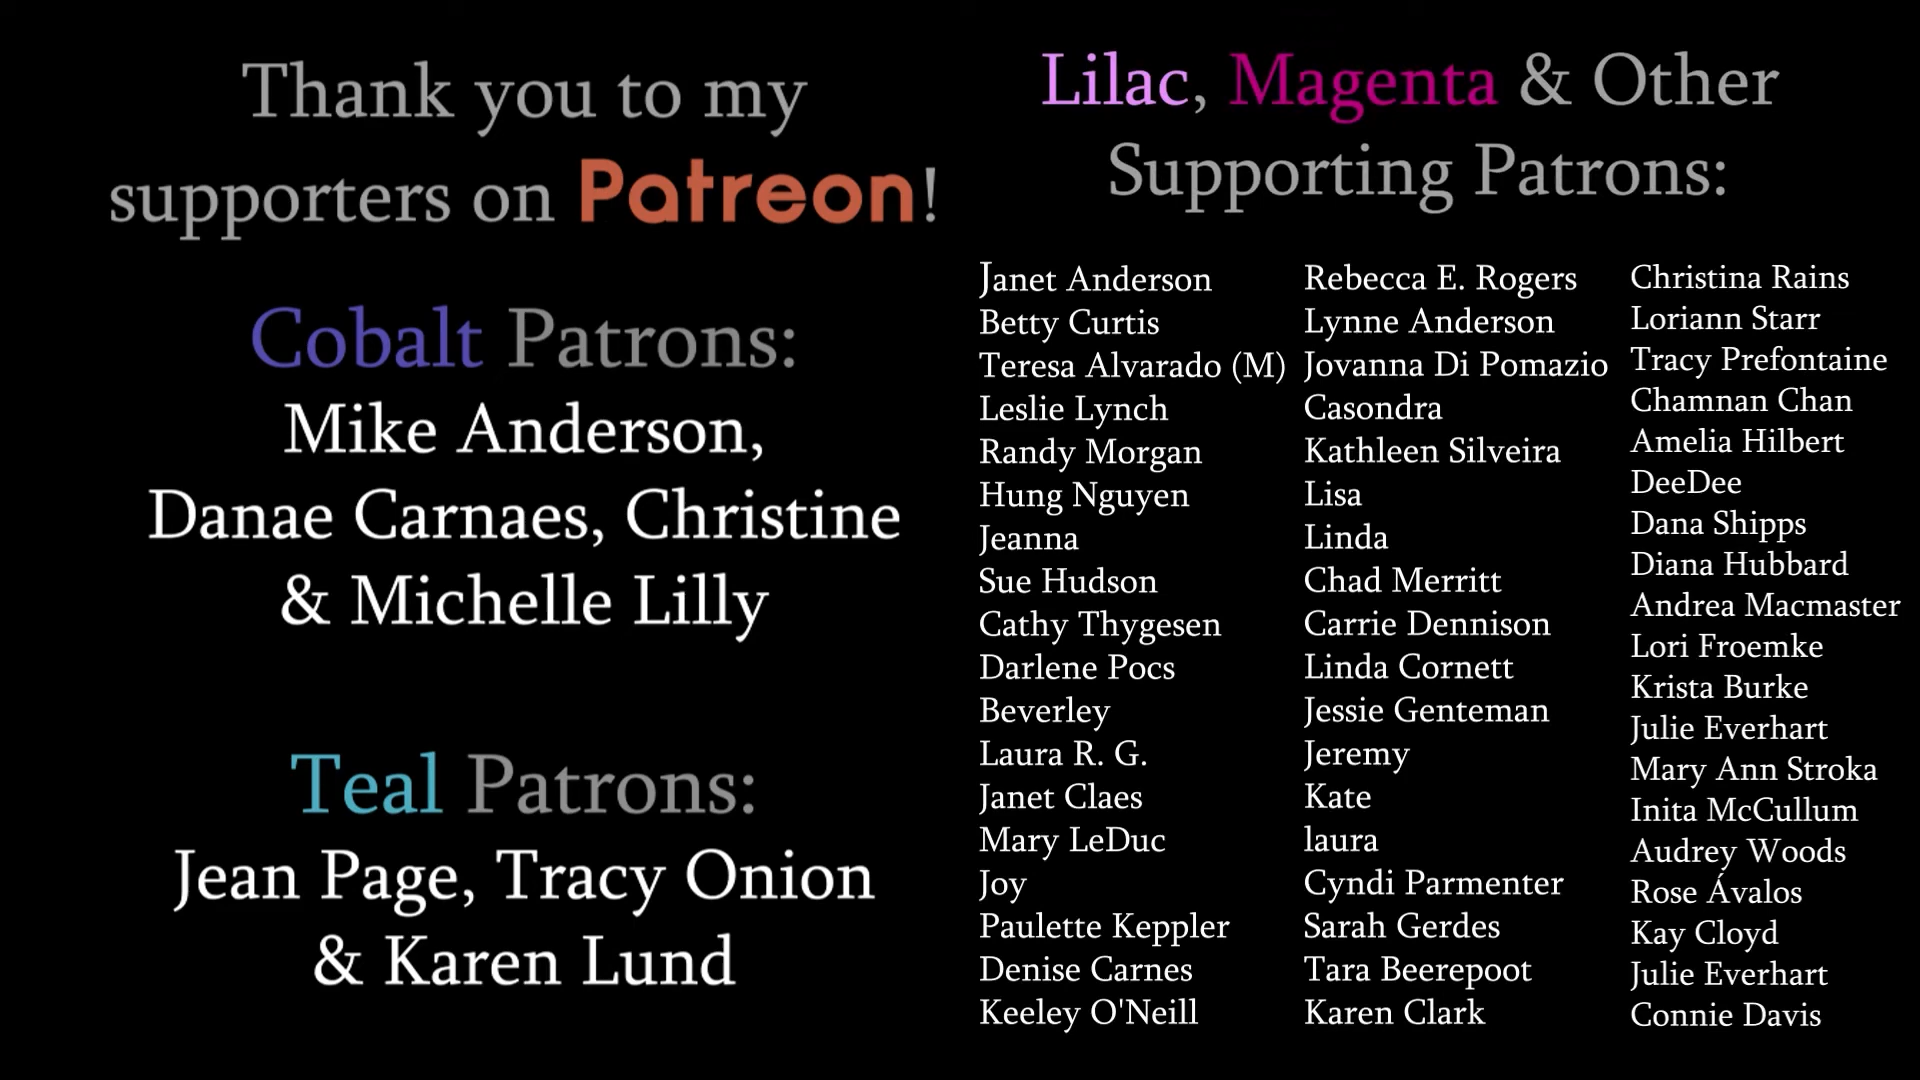 Thank you to my
supporters on Patreon!
Cobalt Patrons:
Mike Anderson,
Danae Carnaes, Christine
& Michelle Lilly
Teal Patrons:
Jean Page, Tracy Onion
& Karen Lund
Lilac, Magenta & Other
Supporting Patrons:
Janet Anderson
Betty Curtis
Teresa Alvarado (M)
Leslie Lynch
Randy Morgan
Hung Nguyen
Jeanna
Sue Hudson
Cathy Thygesen
Darlene Pocs
Beverley
Laura R. G.
Janet Claes
Mary LeDuc
Joy
Paulette Keppler
Denise Carnes
Keeley O'Neill
Rebecca E. Rogers
Lynne Anderson
Jovanna Di Pomazio
Casondra
Kathleen Silveira
Lisa
Linda
Chad Merritt
Carrie Dennison
Linda Cornett
Jessie Genteman
Jeremy
Kate
laura
Cyndi Parmenter
Sarah Gerdes
Tara Beerepoot
Karen Clark
Christina Rains
Loriann Starr
Tracy Prefontaine
Chamnan Chan
Amelia Hilbert
DeeDee
Dana Shipps
Diana Hubbard
Andrea Macmaster
Lori Froemke
Krista Burke
Julie Everhart
Mary Ann Stroka
Inita McCullum
Audrey Woods
Rose Ávalos
Kay Cloyd
Julie Everhart
Connie Davis